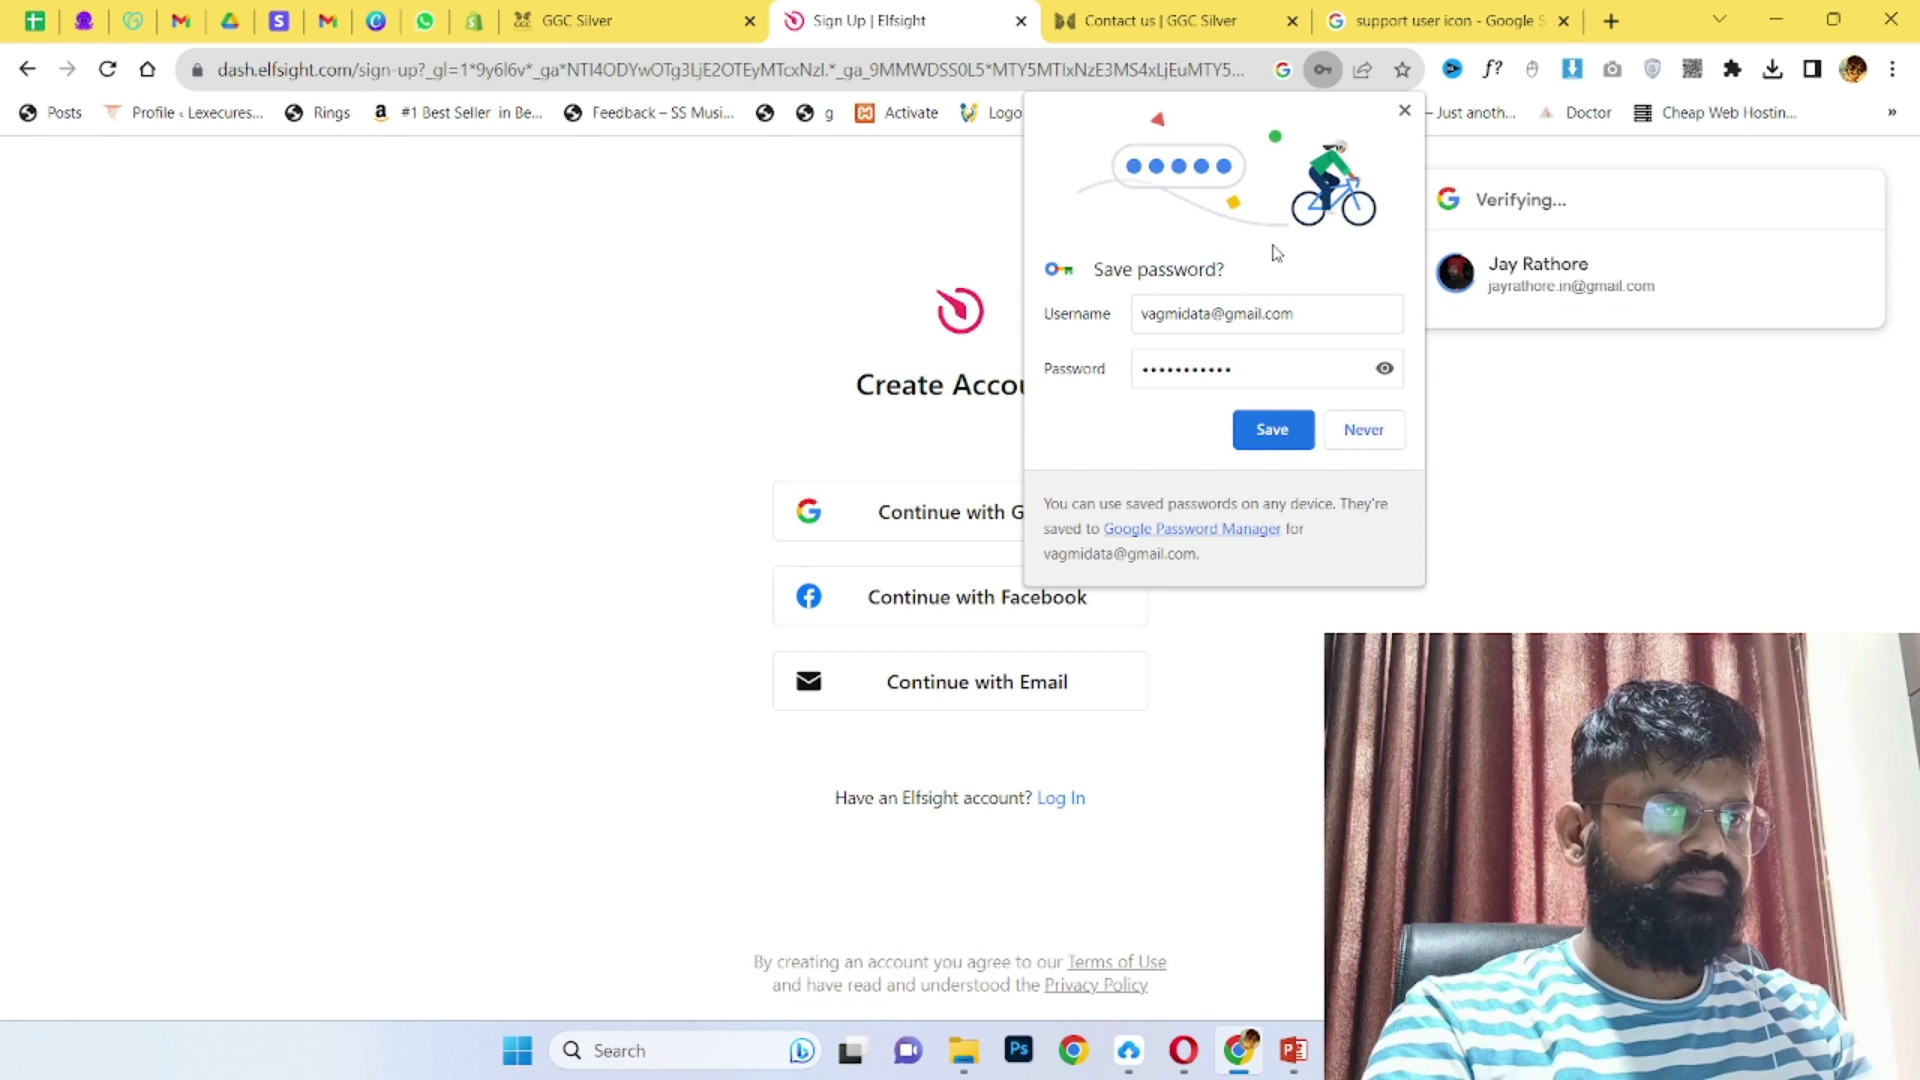 GGC Silver
Sign Up | Elfsight
Contact us | GGC Silver
support user icon - Google S
dash.elfsight.com/sign-up?_gl=1*9y6l6v*_ga*NTI4ODYwOTg3LjE2OTEyMTcxNzI.*_ga_9MMWDSS0L5*MTY5MTIxNzE3MS4xLjEuMTY5...
f?
Posts
Profile ‹ Lexecures...
Rings
#1 Best Seller in Be...
Feedback – SS Musi...
g
Activate
Logo
– Just anoth...
Doctor
Cheap Web Hostin...
»
Verifying...
Jay Rathore
jayrathore.in@gmail.com
Save password?
Username
vagmidata@gmail.com
Password
Save
Never
You can use saved passwords on any device. They're
saved to Google Password Manager for
vagmidata@gmail.com.
Create Accou
Continue with G
Continue with Facebook
Continue with Email
Have an Elfsight account? Log In
By creating an account you agree to our Terms of Use
and have read and understood the Privacy Policy
Search
Ps